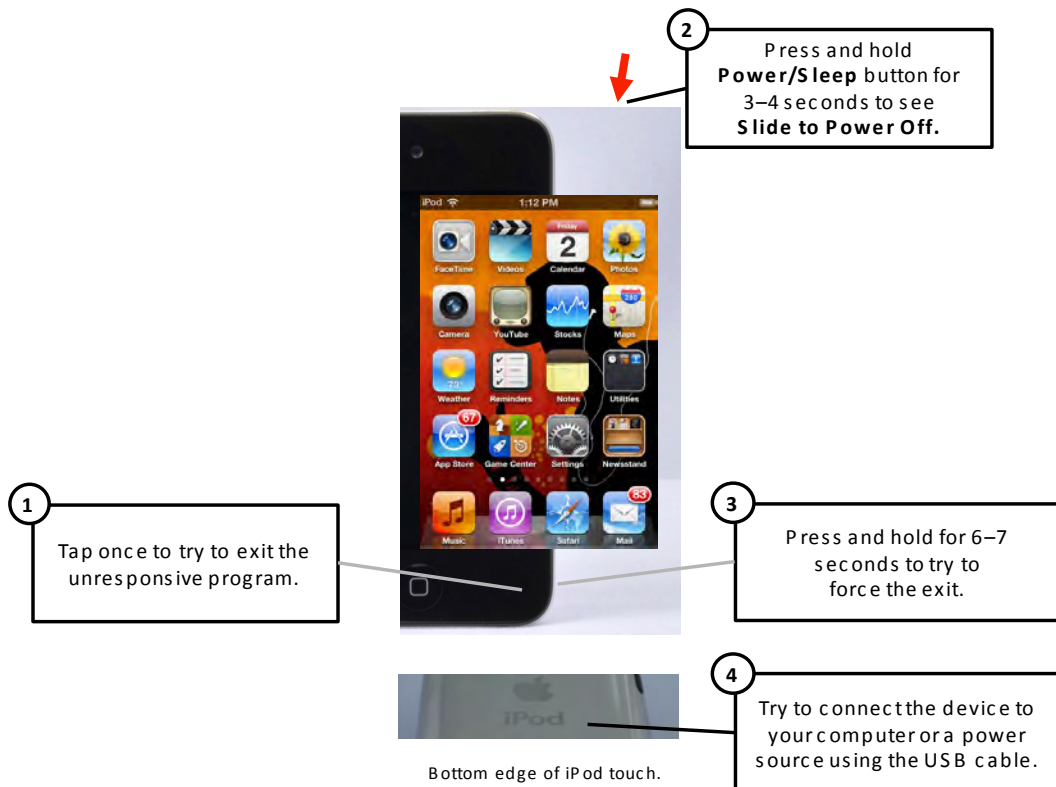 2
Press and hold
Power/Sleep button for
3–4 seconds to see
Slide to Power Off.
iPod 1:12 PM
Friday
2
FaceTime Videos Calendar Photos
280
Camera YouTube Stocks Maps
Weather Reminders Notes Utilities
67
App Store Game Center Settings Newsstand
83
Music iTunes Safari Mail
1
Tap once to try to exit the
unresponsive program.
3
Press and hold for 6–7
seconds to try to
force the exit.
iPod
4
Try to connect the device to
your computer or a power
source using the USB cable.
Bottom edge of iPod touch.